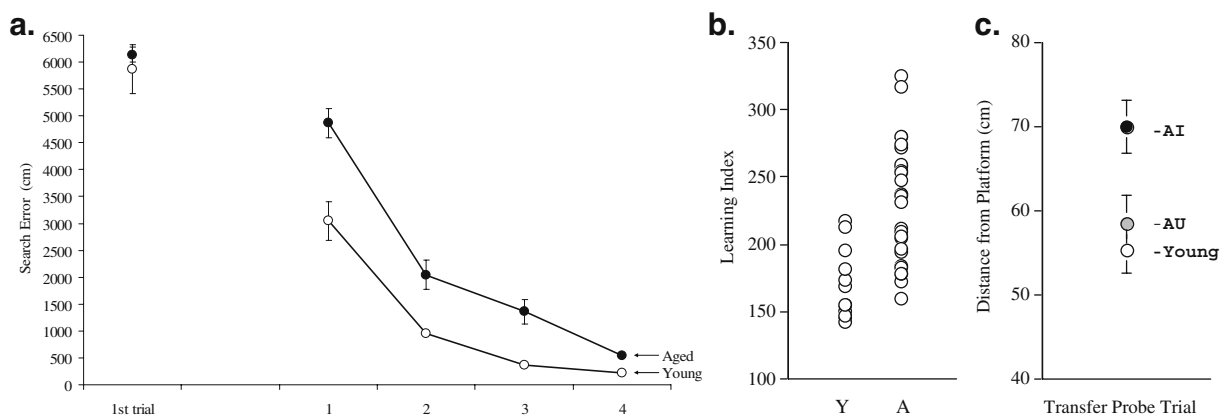 a.
6500
6000
5500
5000
4500
4000
3500
3000
2500
2000
1500
1000
500
0
Search Error (cm)
1st trial 1 2 3 4
Aged
Young
b.
350
300
250
200
150
100
Learning Index
Y A
c.
80
70
60
50
40
Distance from Platform (cm)
-AI
-AU
-Young
Transfer Probe Trial